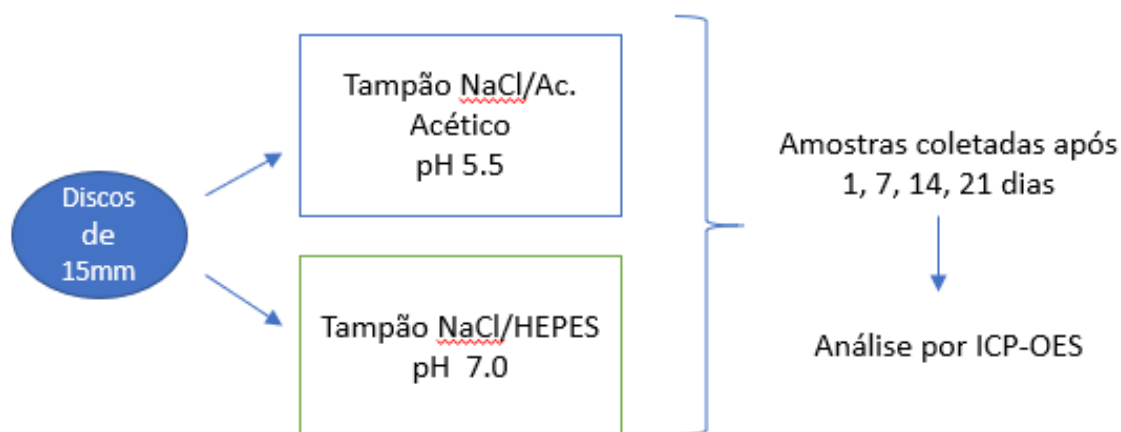 Discos
de
15mm
Tampão NaCl/Ac.
Acético
pH 5.5
Tampão NaCl/HEPES
pH 7.0
Amostras coletadas após
1, 7, 14, 21 dias
Análise por ICP-OES